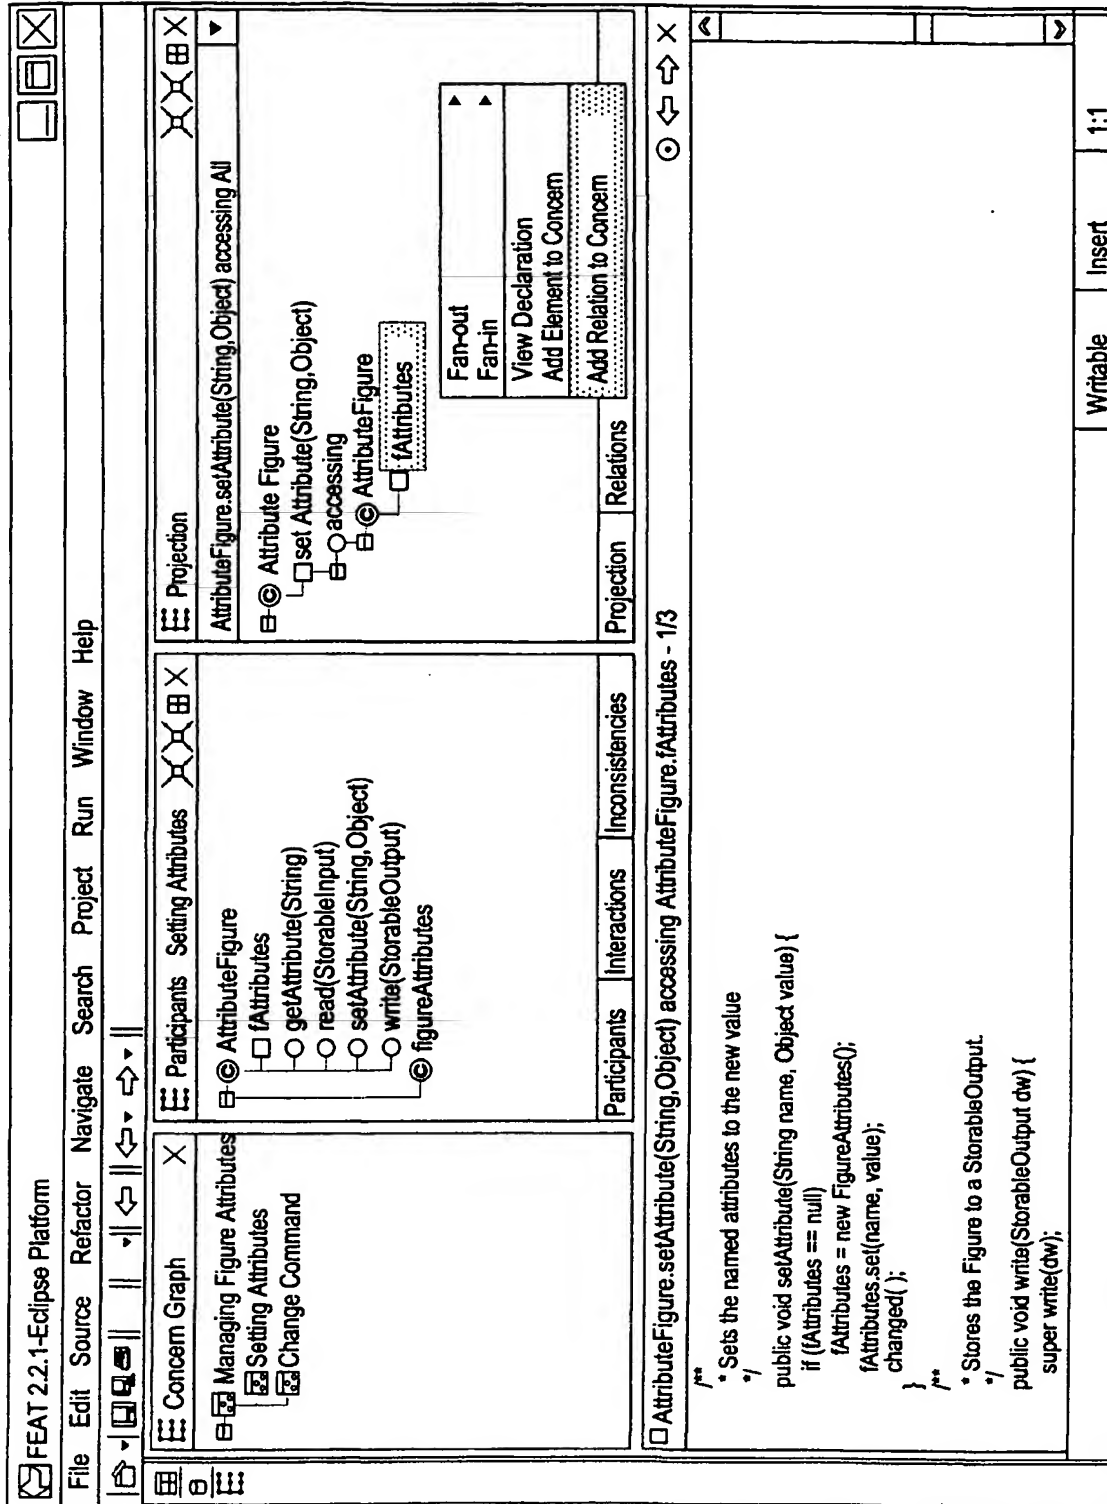 FEAT 2.2.1-Eclipse Platform
File Edit Source Refactor Navigate Search Project Run Window Help
Concern Graph
Managing Figure Attributes
Setting Attributes
Change Command
Participants Setting Attributes
AttributeFigure
fAttributes
getAttribute(String)
read(StorableInput)
setAttribute(String,Object)
write(StorableOutput)
figureAttributes
Participants Interactions Inconsistencies
Projection
AttributeFigure.setAttribute(String,Object) accessing All
Attribute Figure
set Attribute(String,Object)
accessing
AttributeFigure
fAttributes
Fan-out
Fan-in
View Declaration
Add Element to Concern
Add Relation to Concern
Projection Relations
AttributeFigure.setAttribute(String,Object) accessing AttributeFigure.fAttributes - 1/3
/**
* Sets the named attributes to the new value
*/
public void setAttribute(String name, Object value) {
if (fAttributes == null)
fAttributes = new FigureAttributes();
fAttributes.set(name, value);
changed( );
}
/**
* Stores the Figure to a StorableOutput.
*/
public void write(StorableOutput dw) {
super write(dw);
Writable Insert 1:1